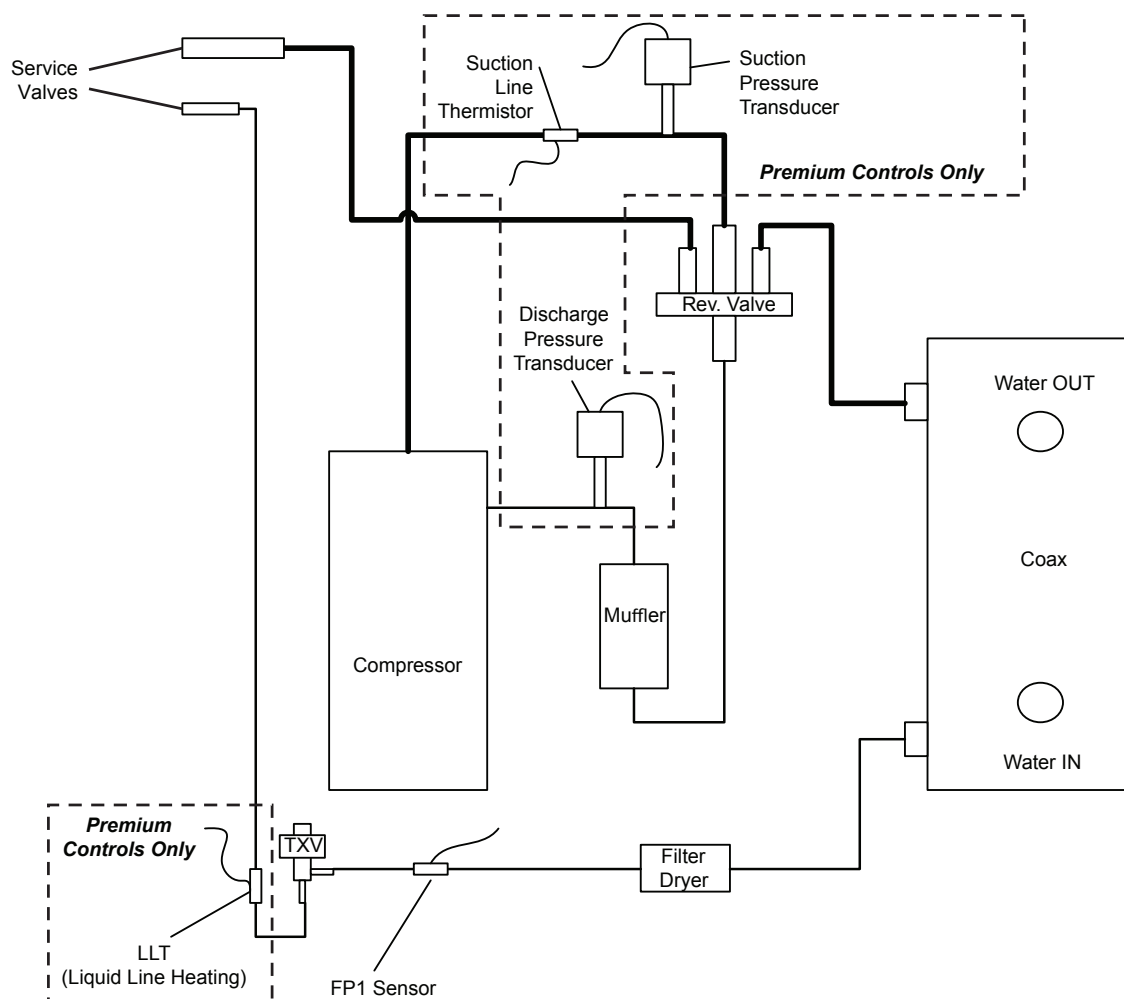 Service
Valves
Suction
Line
Thermistor
Suction
Pressure
Transducer
Premium Controls Only
Rev. Valve
Discharge
Pressure
Transducer
Water OUT
Coax
Muffler
Compressor
Water IN
Premium
Controls Only
TXV
Filter
Dryer
LLT
(Liquid Line Heating)
FP1 Sensor